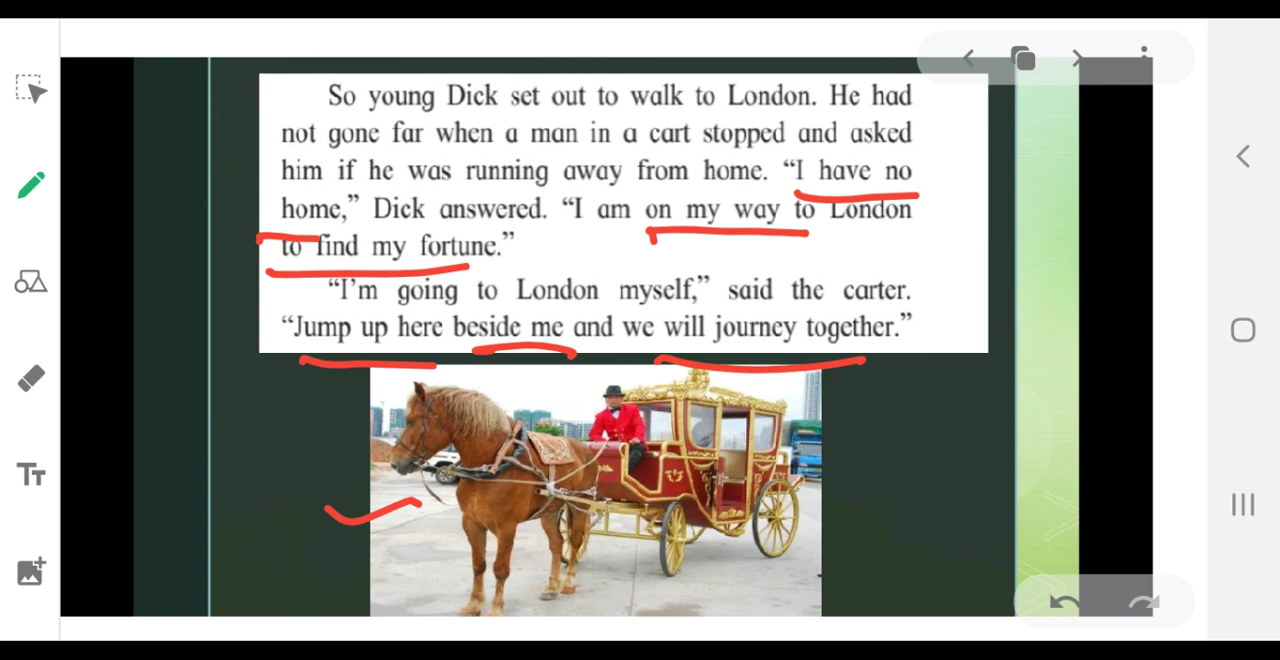 So young Dick set out to walk to London. He had
not gone far when a man in a cart stopped and asked
him if he was running away from home. “I have no
home,” Dick answered. “I am on my way to London
to find my fortune.”
“I’m going to London myself,” said the carter.
“Jump up here beside me and we will journey together.”
TT